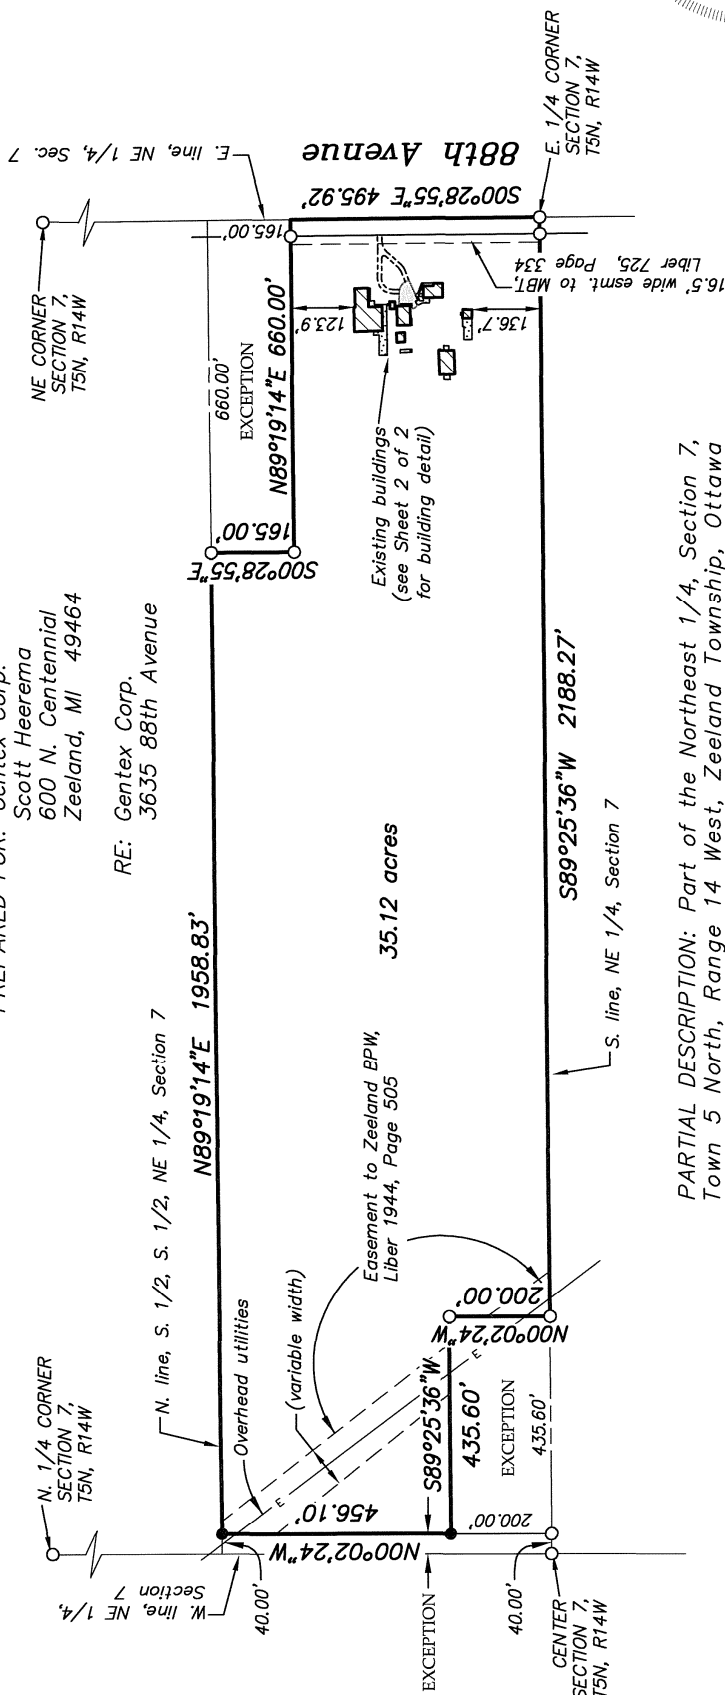 PREPARED FOR: Gentex Corp.
Scott Heerema
600 N. Centennial
Zeeland, MI 49464
RE: Gentex Corp.
3635 88th Avenue
N. 1/4 CORNER
SECTION 7,
T5N, R14W
NE CORNER
SECTION 7,
T5N, R14W
W. line, NE 1/4,
Section 7
40.00'
N. line, S. 1/2, S. 1/2, NE 1/4, Section 7
N89°19'14"E 1958.83'
S00°28'55"E
165.00'
660.00'
EXCEPTION
N89°19'14"E 660.00'
165.00'
E. line, NE 1/4, Sec. 7
88th Avenue
S00°28'55"E 495.92'
Overhead utilities
E
(variable width)
E
Easement to Zeeland BPW,
Liber 1944, Page 505
35.12 acres
Existing buildings
(see Sheet 2 of 2
for building detail)
123.9'
136.7'
16.5' wide esmt. to MBT,
Liber 725, Page 334
N00°02'24"W
456.10'
S89°25'36"W
435.60'
EXCEPTION
435.60'
200.00'
N00°02'24"W
200.00'
EXCEPTION
40.00'
CENTER
SECTION 7,
T5N, R14W
S. line, NE 1/4, Section 7
S89°25'36"W 2188.27'
E. 1/4 CORNER
SECTION 7,
T5N, R14W
PARTIAL DESCRIPTION: Part of the Northeast 1/4, Section 7,
Town 5 North, Range 14 West, Zeeland Township, Ottawa